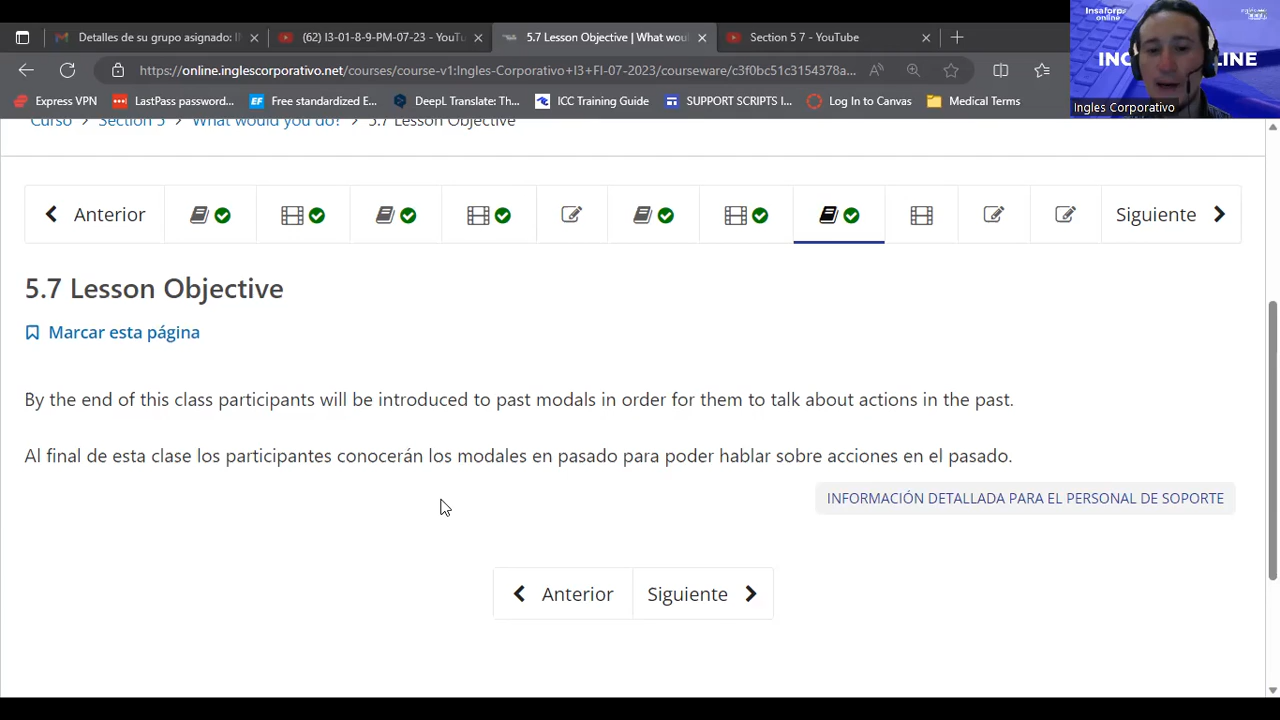 Detalles de su grupo asignado: I
(62) I3-01-8-9-PM-07-23 - YouTu
5.7 Lesson Objective | What wou
Section 5 7 - YouTube
https://online.inglescorporativo.net/courses/course-v1:Ingles-Corporativo+I3+FI-07-2023/courseware/c3f0bc51c3154378a...
Express VPN
LastPass password...
EF Free standardized E...
DeepL Translate: Th...
ICC Training Guide
SUPPORT SCRIPTS I...
Log In to Canvas
Medical Terms
Insaforp
online
INC
LINE
Ingles Corporativo
Curso > Section 5 > What would you do? > 5.7 Lesson Objective
Anterior
Siguiente
5.7 Lesson Objective
Marcar esta página
By the end of this class participants will be introduced to past modals in order for them to talk about actions in the past.
Al final de esta clase los participantes conocerán los modales en pasado para poder hablar sobre acciones en el pasado.
INFORMACIÓN DETALLADA PARA EL PERSONAL DE SOPORTE
Anterior
Siguiente